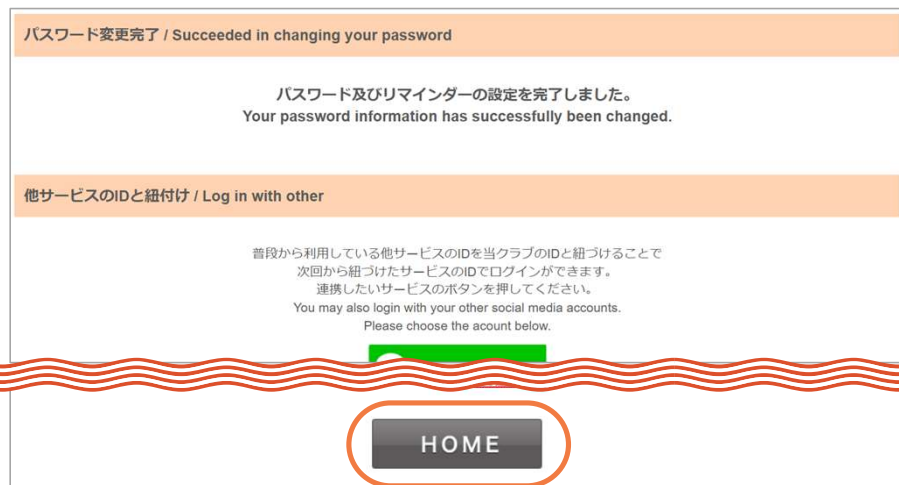 パスワード変更完了 / Succeeded in changing your password
パスワード及びリマインダーの設定を完了しました。
Your password information has successfully been changed.
他サービスのIDと紐付け / Log in with other
普段から利用している他サービスのIDを当クラブのIDと紐づけることで
次回から紐づけたサービスのIDでログインができます。
連携したいサービスのボタンを押してください。
You may also login with your other social media accounts.
Please choose the acount below.
HOME